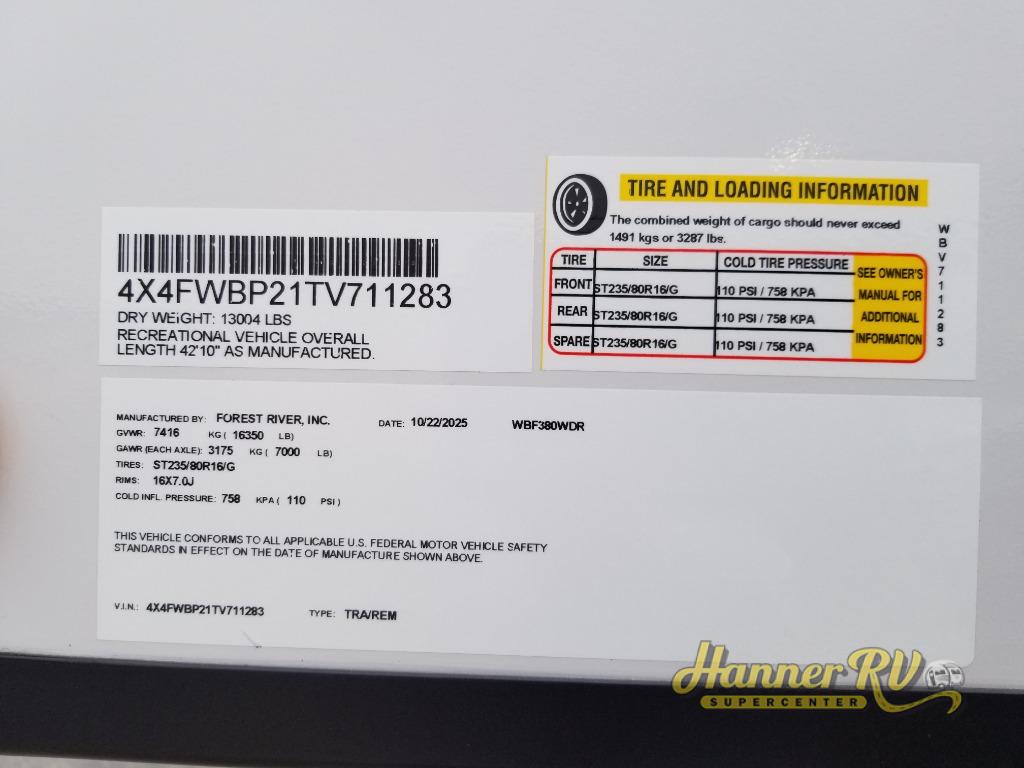 4X4FWBP21TV711283
DRY WEIGHT: 13004 LBS
RECREATIONAL VEHICLE OVERALL
LENGTH 42'10" AS MANUFACTURED.
TIRE AND LOADING INFORMATION
The combined weight of cargo should never exceed
1491 kgs or 3287 lbs.
TIRE SIZE COLD TIRE PRESSURE
FRONT ST235/80R16/G 110 PSI / 758 KPA
REAR ST235/80R16/G 110 PSI / 758 KPA
SPARE ST235/80R16/G 110 PSI / 758 KPA
SEE OWNER'S
MANUAL FOR
ADDITIONAL
INFORMATION
WBV711283
MANUFACTURED BY: FOREST RIVER, INC. DATE: 10/22/2025 WBF380WDR
GVWR: 7416 KG ( 16350 LB)
GAWR (EACH AXLE): 3175 KG ( 7000 LB)
TIRES: ST235/80R16/G
RIMS: 16X7.0J
COLD INFL. PRESSURE: 758 KPA ( 110 PSI )
THIS VEHICLE CONFORMS TO ALL APPLICABLE U.S. FEDERAL MOTOR VEHICLE SAFETY
STANDARDS IN EFFECT ON THE DATE OF MANUFACTURE SHOWN ABOVE.
V.I.N.: 4X4FWBP21TV711283 TYPE: TRA/REM
Hanner RV
SUPERCENTER